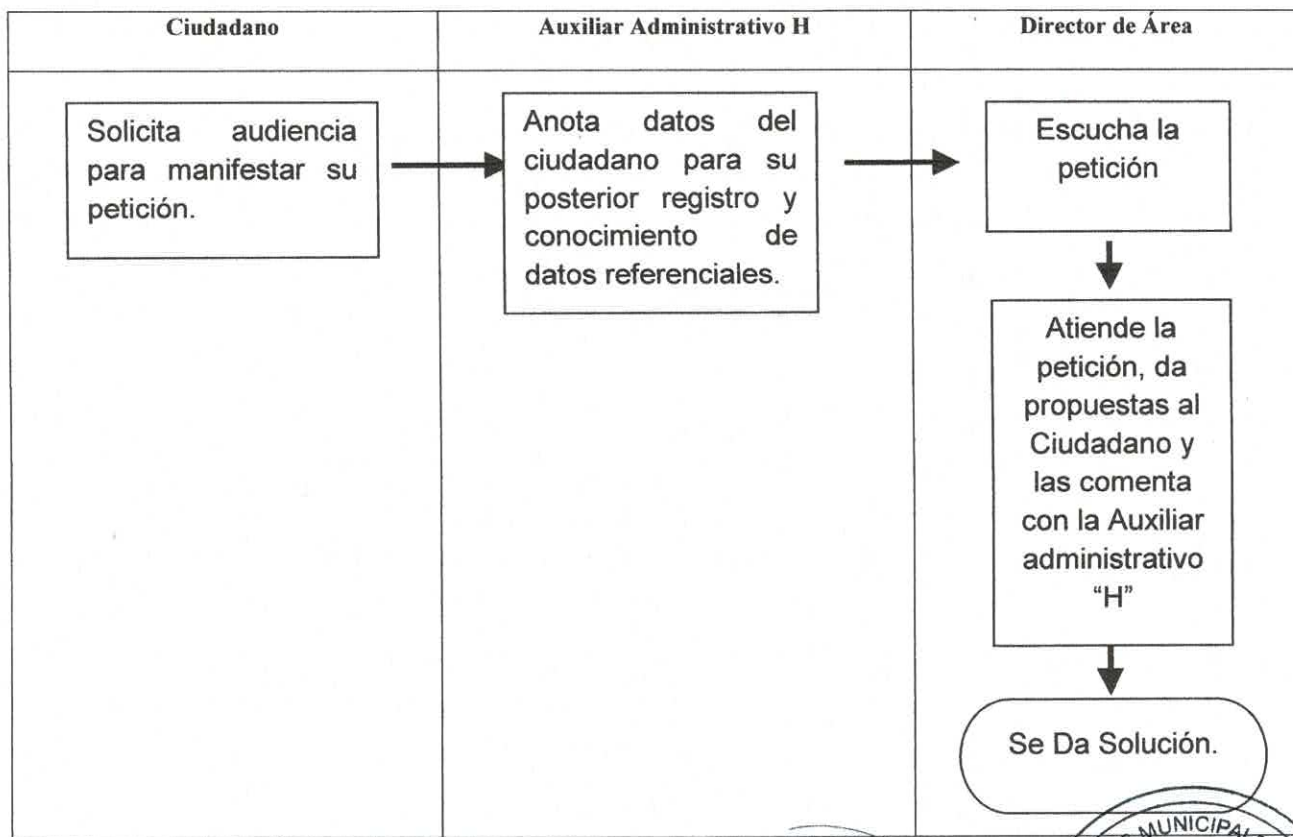 Ciudadano
Auxiliar Administrativo H
Director de Área
Solicita audiencia
para manifestar su
petición.
Anota datos del
ciudadano para su
posterior registro y
conocimiento de
datos referenciales.
Escucha la
petición
Atiende la
petición, da
propuestas al
Ciudadano y
las comenta
con la Auxiliar
administrativo
“H”
Se Da Solución.
MUNICIPAL